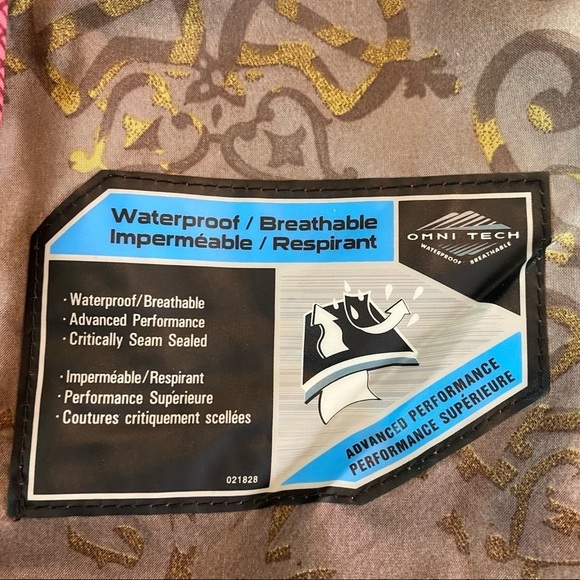 Waterproof / Breathable
Imperméable / Respirant
OMNI TECH
WATERPROOF BREATHABLE
· Waterproof/Breathable
· Advanced Performance
· Critically Seam Sealed
· Imperméable/Respirant
· Performance Supérieure
· Coutures critiquement scellées
021828
ADVANCED PERFORMANCE
PERFORMANCE SUPÉRIEURE